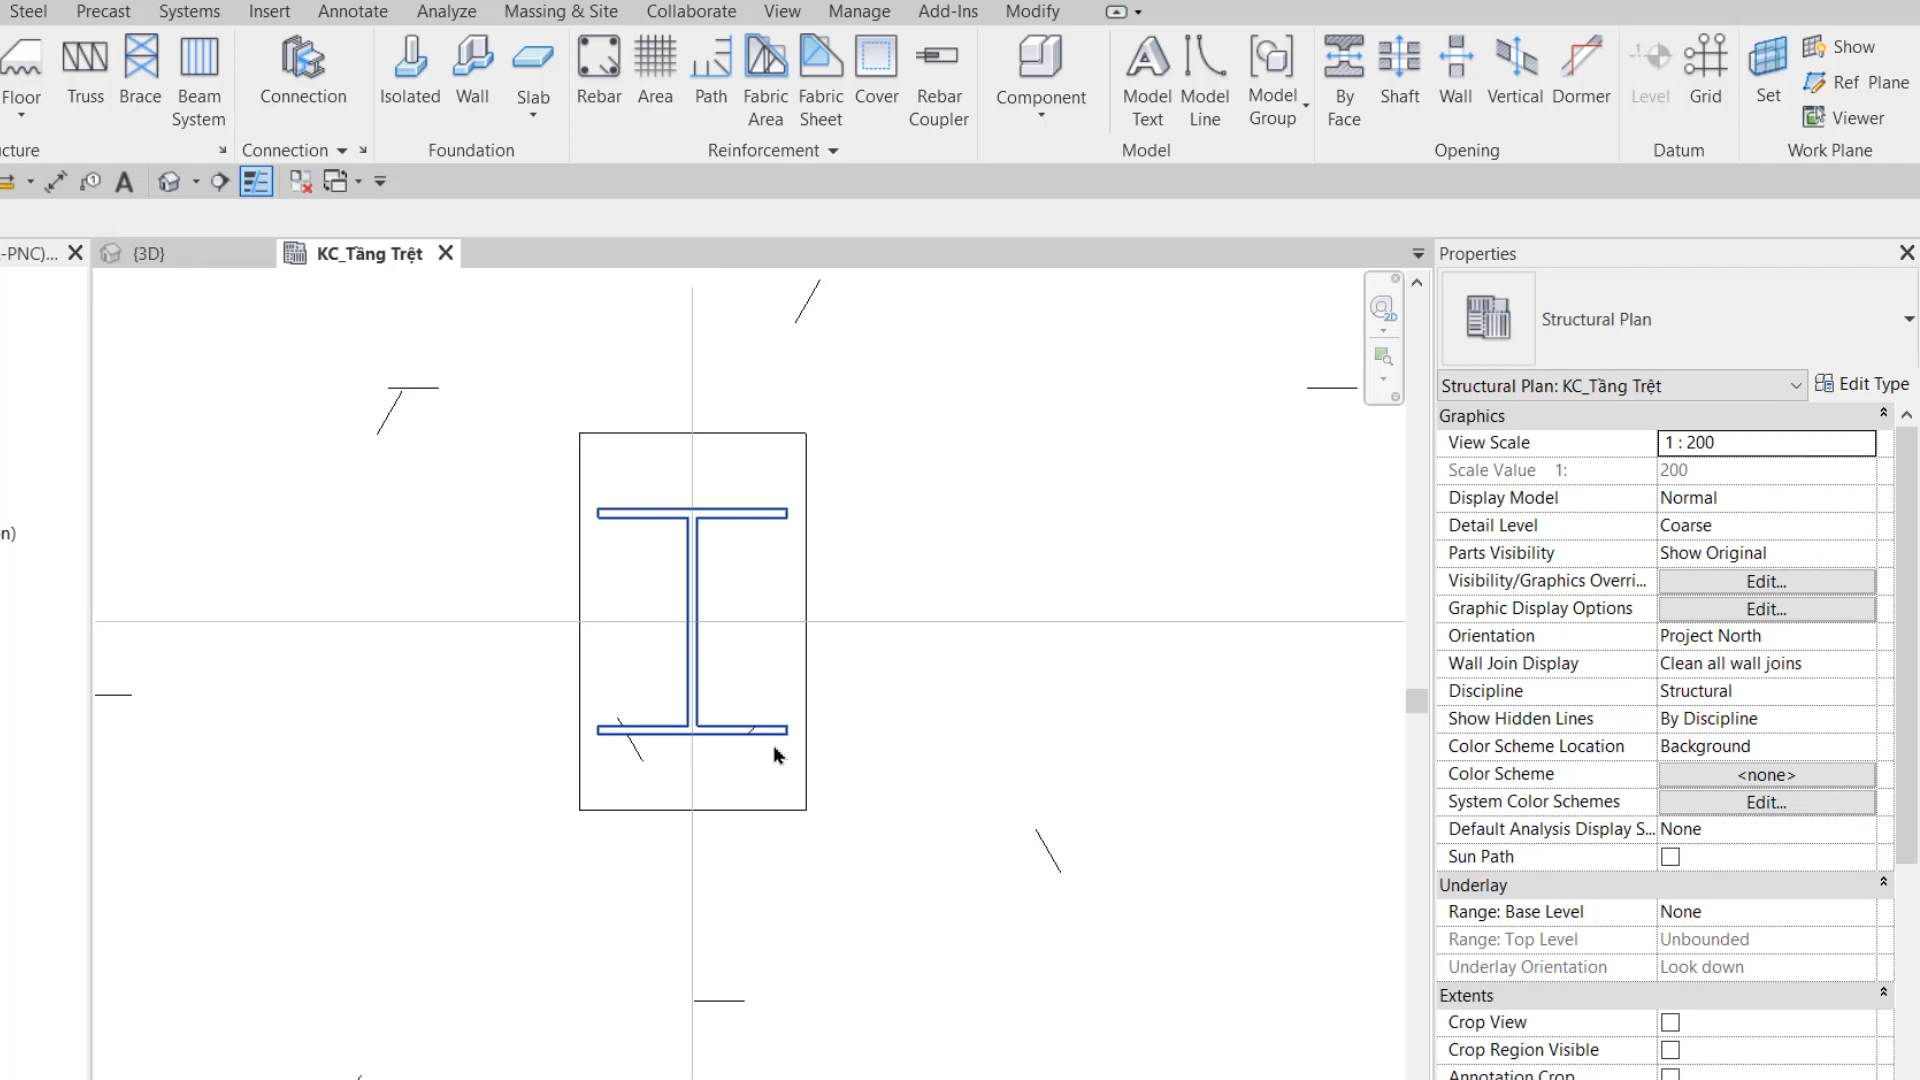 Steel Precast Systems Insert Annotate Analyze Massing & Site Collaborate View Manage Add-Ins Modify
Floor Truss Brace Beam System
Connection
Isolated Wall Slab
Rebar Area Path Fabric Area Fabric Sheet Cover Rebar Coupler
Component
Model Text Model Line Model Group
By Face Shaft Wall Vertical Dormer
Level Grid
Set
Show
Ref Plane
Viewer
cture Connection Foundation Reinforcement Model Opening Datum Work Plane
A
-PNC)... {3D} KC_Tầng Trệt
2D
n)
Properties
Structural Plan
Structural Plan: KC_Tầng Trệt Edit Type
Graphics
View Scale 1 : 200
Scale Value 1: 200
Display Model Normal
Detail Level Coarse
Parts Visibility Show Original
Visibility/Graphics Overri... Edit...
Graphic Display Options Edit...
Orientation Project North
Wall Join Display Clean all wall joins
Discipline Structural
Show Hidden Lines By Discipline
Color Scheme Location Background
Color Scheme <none>
System Color Schemes Edit...
Default Analysis Display S... None
Sun Path
Underlay
Range: Base Level None
Range: Top Level Unbounded
Underlay Orientation Look down
Extents
Crop View
Crop Region Visible
Annotation Crop